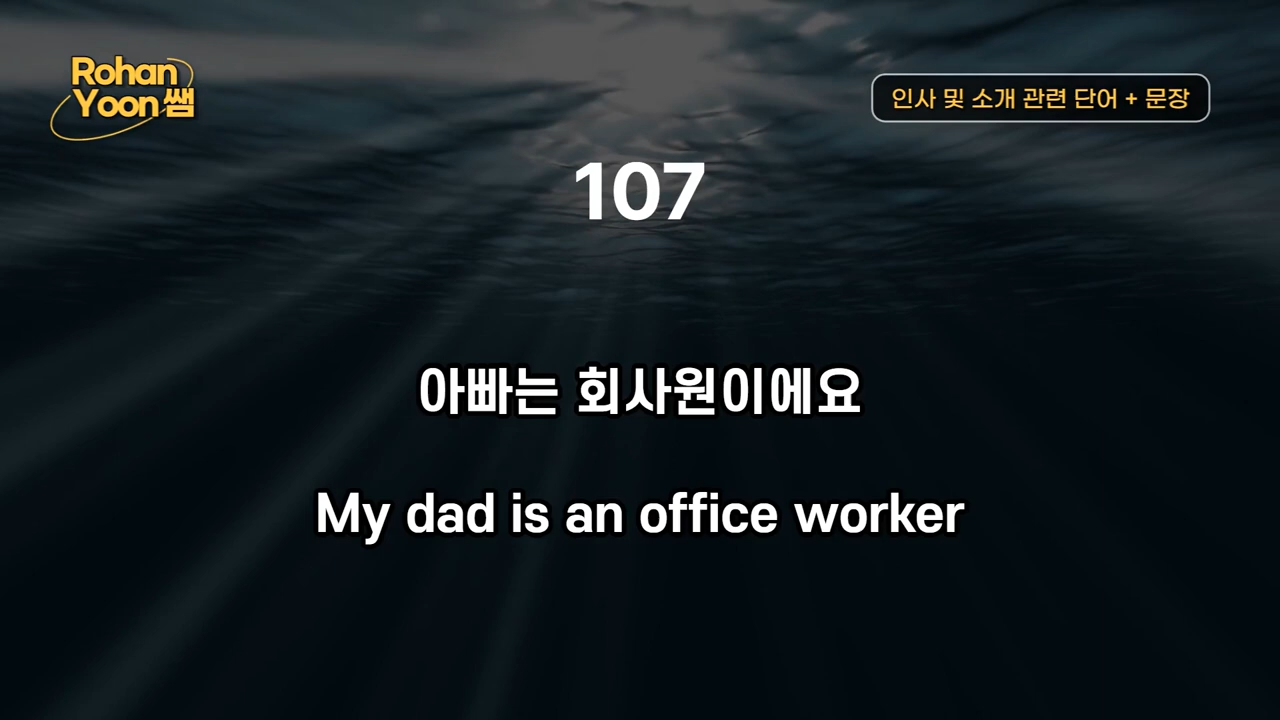 Rohan
Yoon쌤
인사 및 소개 관련 단어 + 문장
107
아빠는 회사원이에요
My dad is an office worker